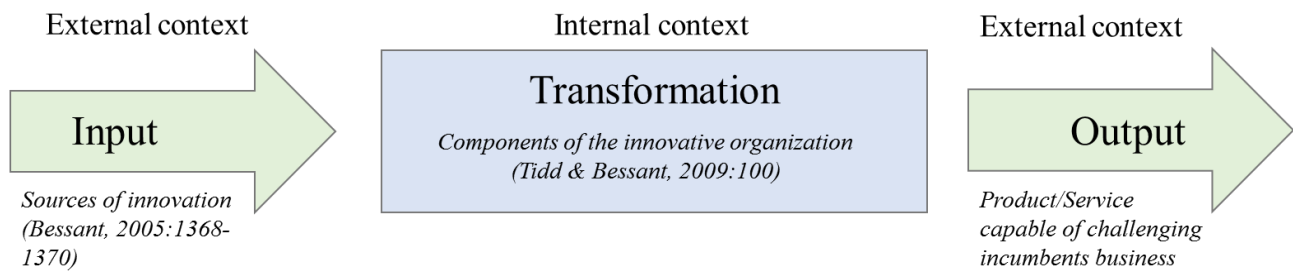 External context
Input
Sources of innovation
(Bessant, 2005:1368-
1370)
Internal context
Transformation
Components of the innovative organization
(Tidd & Bessant, 2009:100)
External context
Output
Product/Service
capable of challenging
incumbents business